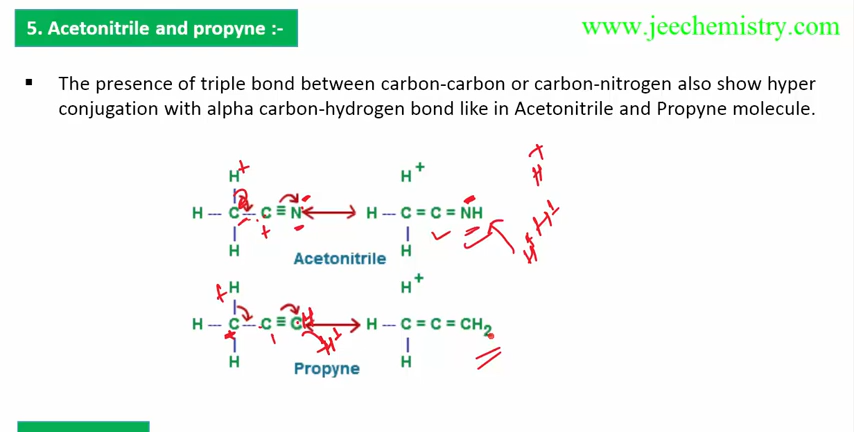 5. Acetonitrile and propyne :-
www.jeechemistry.com
▪ The presence of triple bond between carbon-carbon or carbon-nitrogen also show hyper
conjugation with alpha carbon-hydrogen bond like in Acetonitrile and Propyne molecule.
H H+
H — C — C ≡ N ⟷ H — C = C = NH
H H
Acetonitrile
H H+
H — C — C ≡ C ⟷ H — C = C = CH2
H H
Propyne